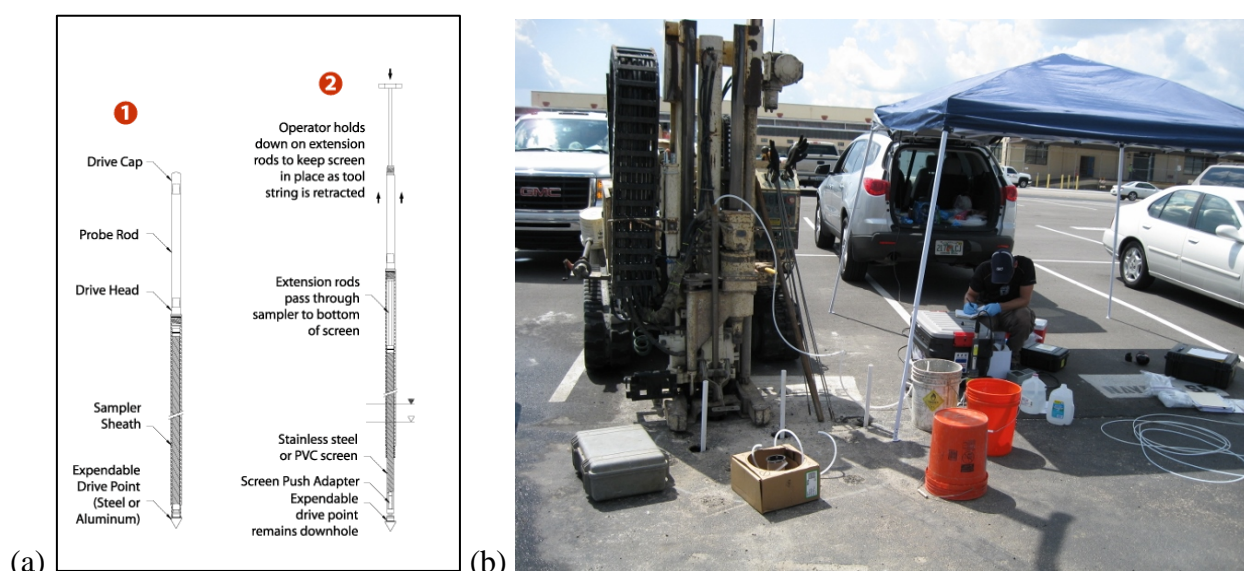 1
Drive Cap
Probe Rod
Drive Head
Sampler
Sheath
Expendable
Drive Point
(Steel or
Aluminum)
2
Operator holds
down on extension
rods to keep screen
in place as tool
string is retracted
Extension rods
pass through
sampler to bottom
of screen
Stainless steel
or PVC screen
Screen Push Adapter
Expendable
drive point
remains downhole
(a)
GMC
(b)